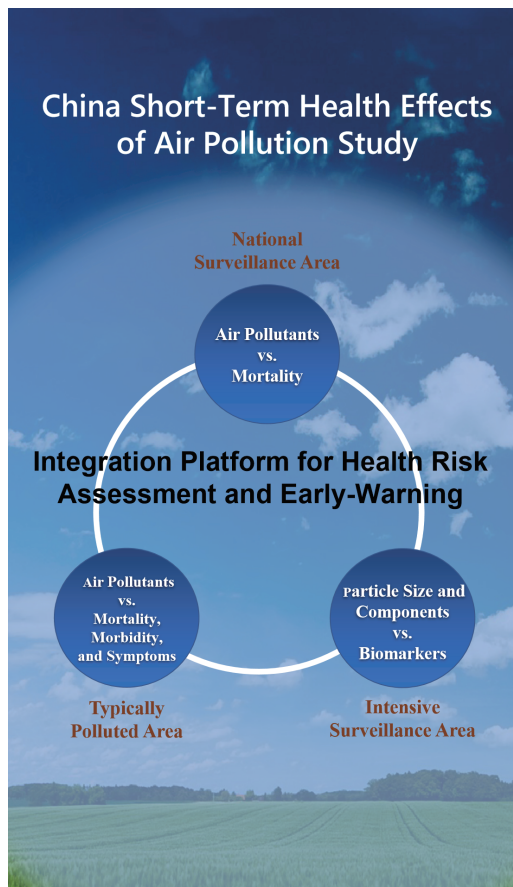 China Short-Term Health Effects
of Air Pollution Study
National
Surveillance Area
Air Pollutants
vs.
Mortality
Integration Platform for Health Risk
Assessment and Early-Warning
Air Pollutants
vs.
Mortality,
Morbidity,
and Symptoms
Typically
Polluted Area
Particle Size and
Components
vs.
Biomarkers
Intensive
Surveillance Area